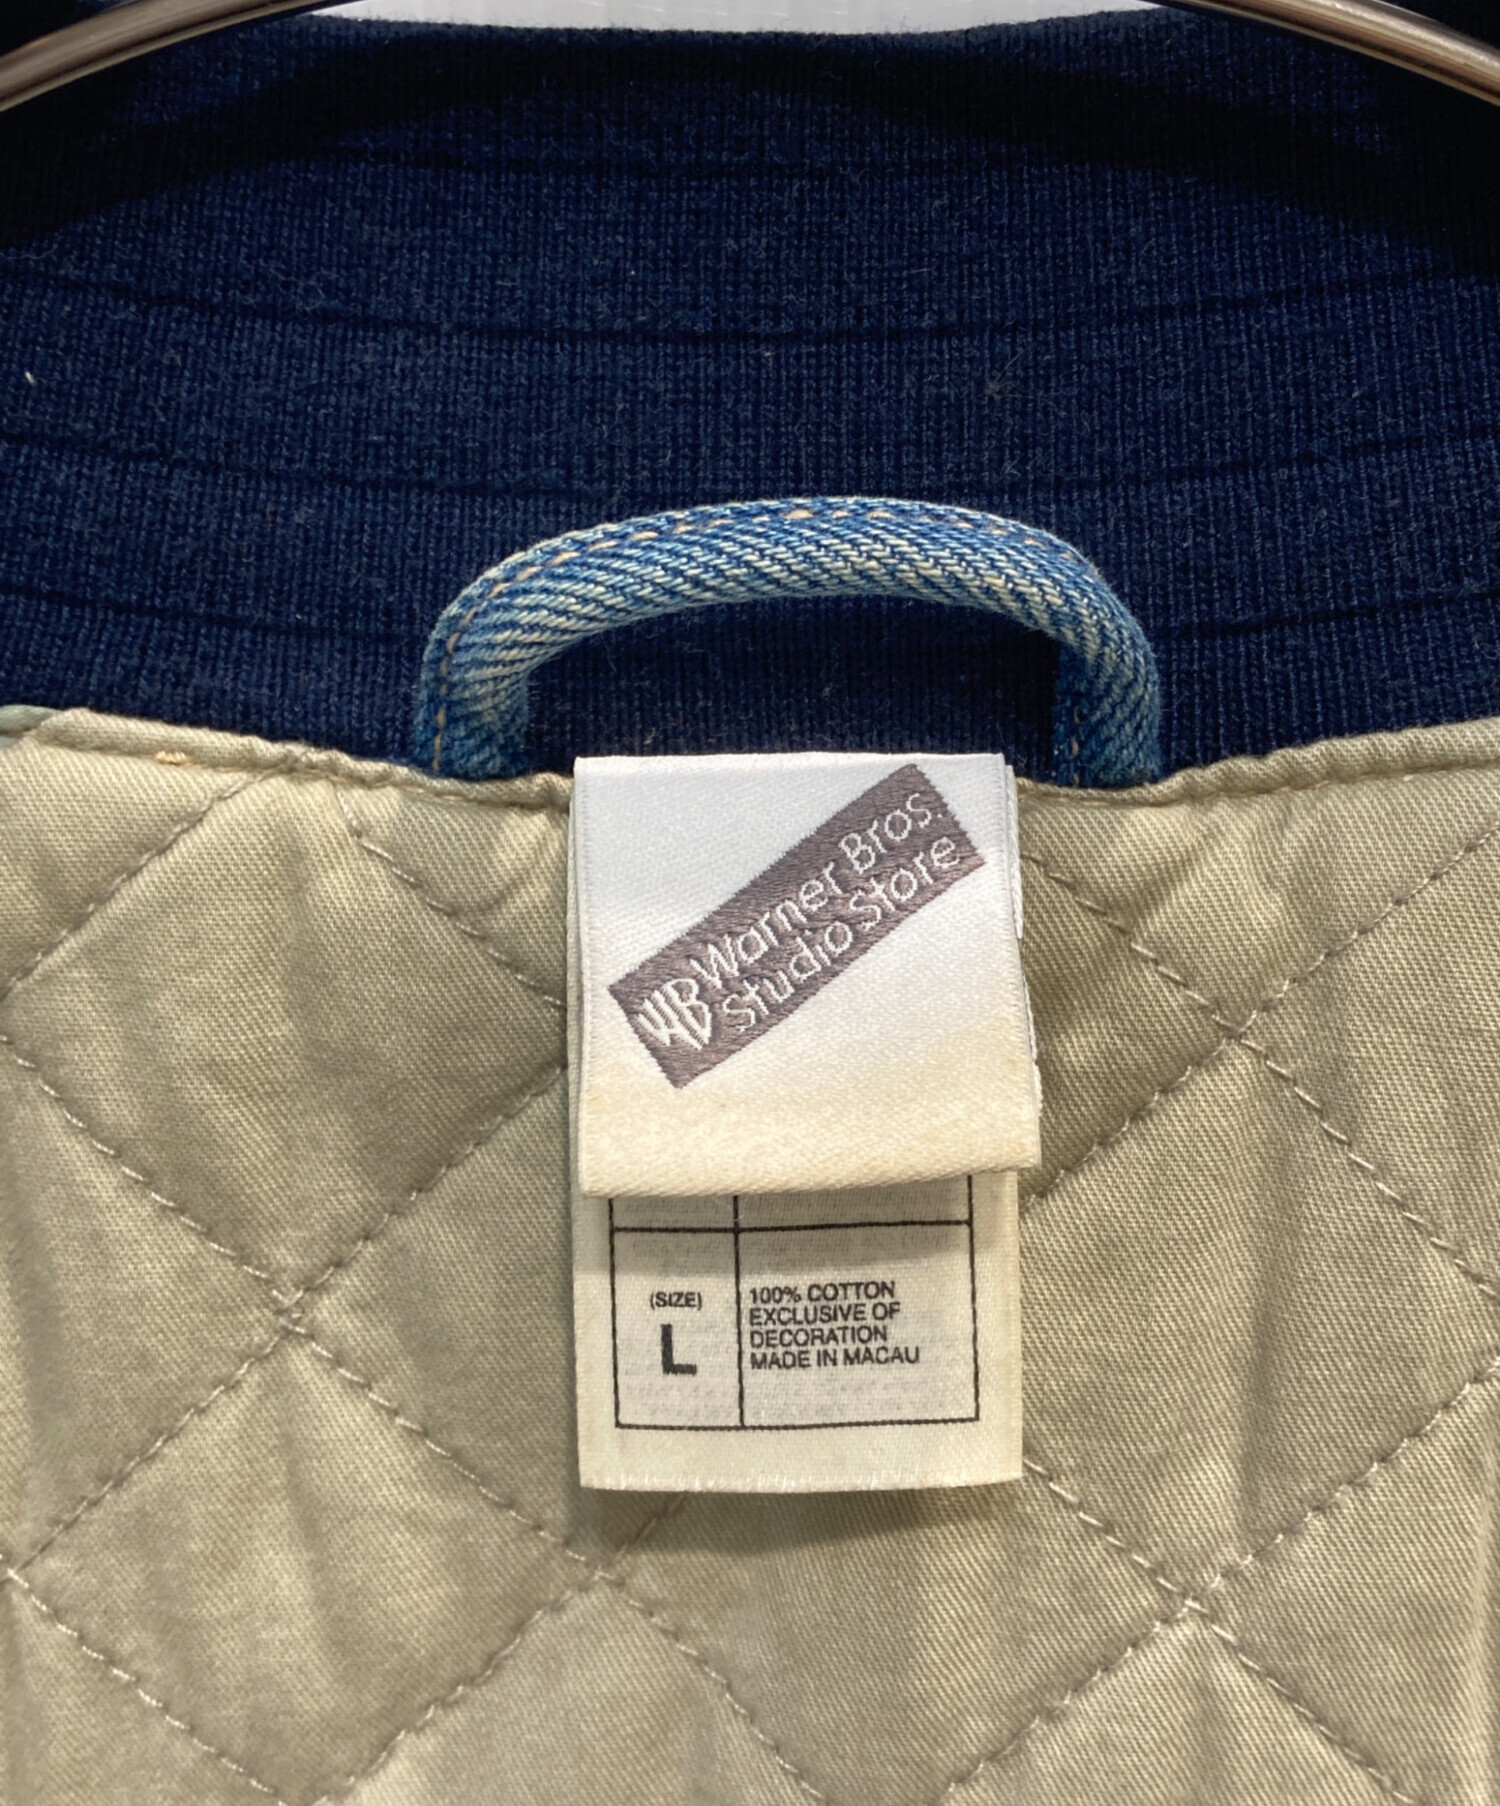 WB Warner Bros.
Studio Store
(SIZE)
L
100% COTTON
EXCLUSIVE OF
DECORATION
MADE IN MACAU